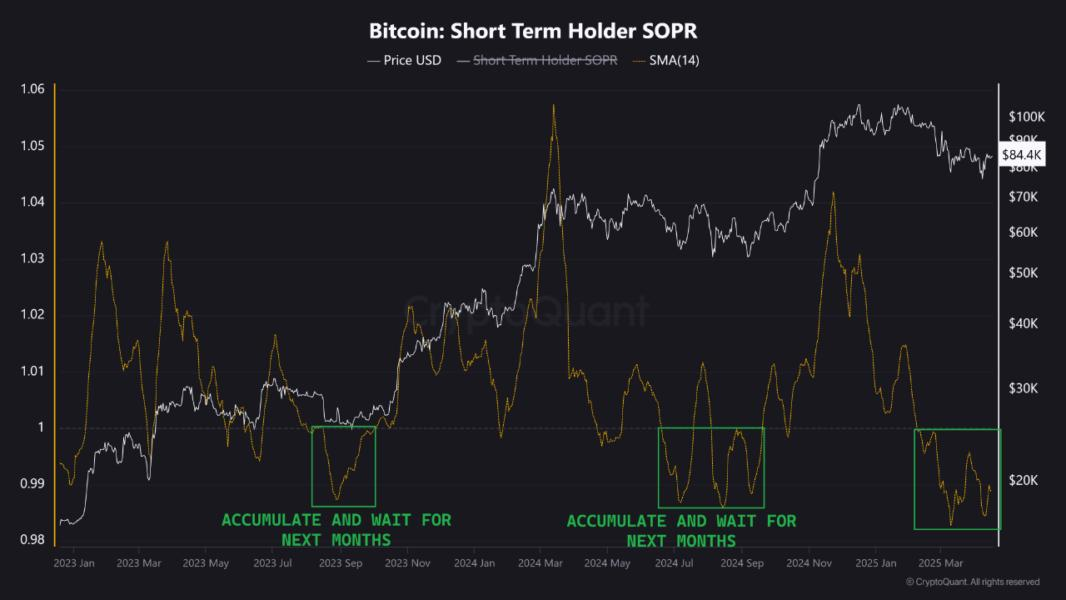 Bitcoin: Short Term Holder SOPR
Price USD Short Term Holder SOPR SMA(14)
1.06
1.05
1.04
1.03
1.02
1.01
1
0.99
0.98
$100K
$90K
$84.4K
$80K
$70K
$60K
$50K
$40K
$30K
$20K
CryptoQuant
ACCUMULATE AND WAIT FOR
NEXT MONTHS
ACCUMULATE AND WAIT FOR
NEXT MONTHS
2023 Jan 2023 Mar 2023 May 2023 Jul 2023 Sep 2023 Nov 2024 Jan 2024 Mar 2024 May 2024 Jul 2024 Sep 2024 Nov 2025 Jan 2025 Mar
© CryptoQuant. All rights reserved